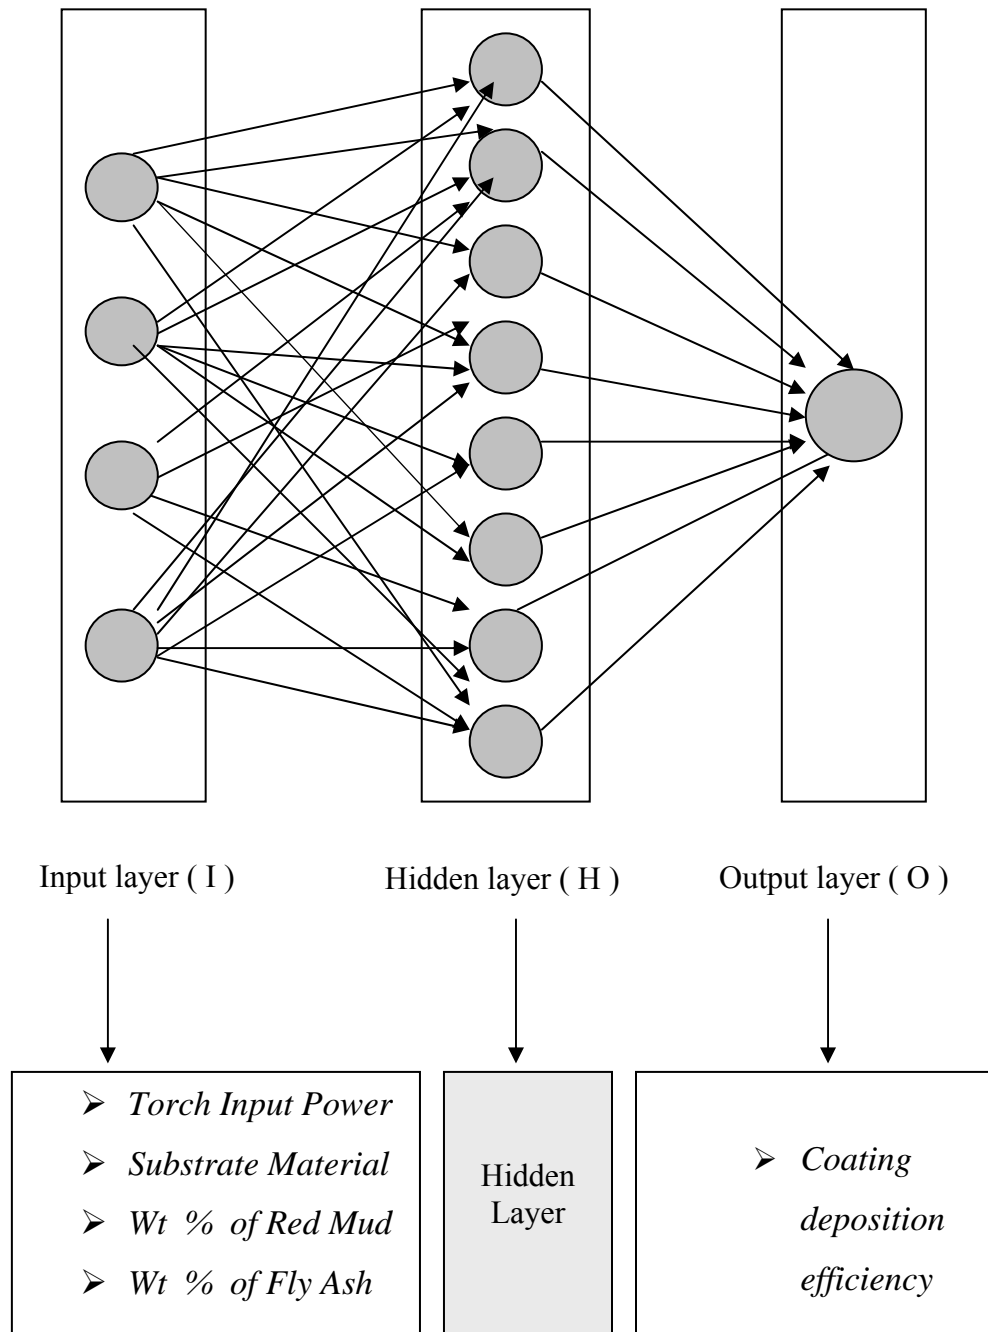 Input layer ( I )
Hidden layer ( H )
Output layer ( O )
➢ Torch Input Power
➢ Substrate Material
➢ Wt % of Red Mud
➢ Wt % of Fly Ash
Hidden
Layer
➢ Coating
deposition
efficiency